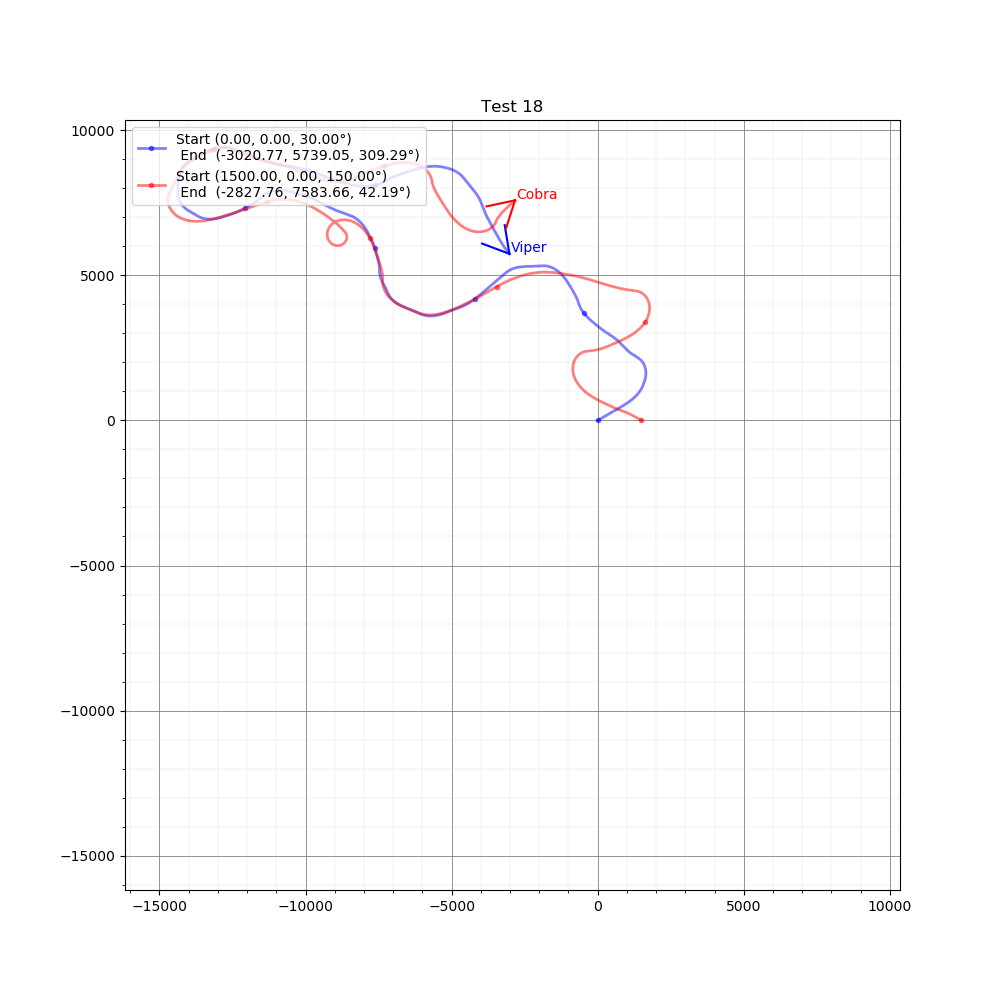 Test 18
10000
5000
0
−5000
−10000
−15000
Start (0.00, 0.00, 30.00°)
End  (-3020.77, 5739.05, 309.29°)
Start (1500.00, 0.00, 150.00°)
End  (-2827.76, 7583.66, 42.19°)
Cobra
Viper
−15000
−10000
−5000
0
5000
10000